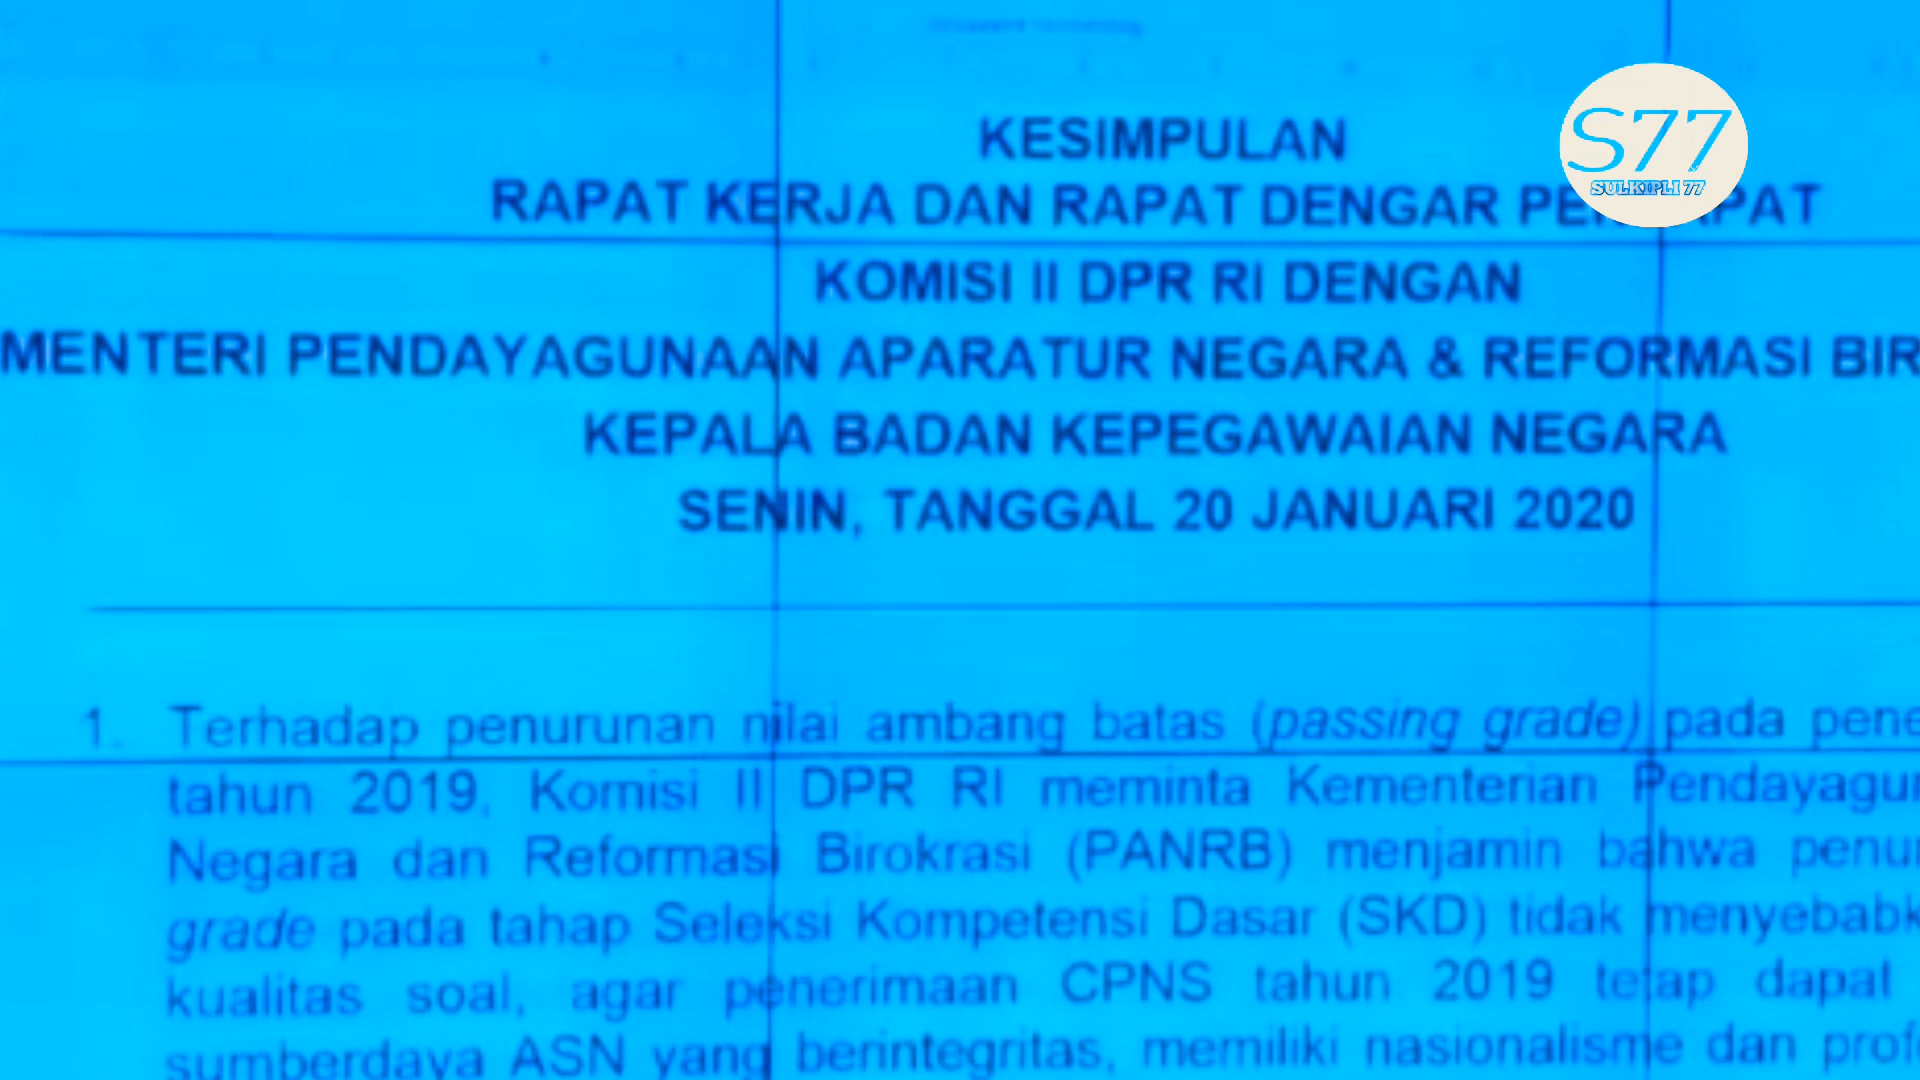 KESIMPULAN
S77
SULKIPLI 77
RAPAT KERJA DAN RAPAT DENGAR PE APAT
KOMISI II DPR RI DENGAN
MENTERI PENDAYAGUNAAN APARATUR NEGARA & REFORMASI BIR
KEPALA BADAN KEPEGAWAIAN NEGARA
SENIN, TANGGAL 20 JANUARI 2020
1. Terhadap penurunan nilai ambang batas (passing grade) pada pene
tahun 2019, Komisi II DPR RI meminta Kementerian Pendayagu
Negara dan Reformasi Birokrasi (PANRB) menjamin bahwa penu
grade pada tahap Seleksi Kompetensi Dasar (SKD) tidak menyebabk
kualitas soal, agar penerimaan CPNS tahun 2019 tetap dapat
sumberdaya ASN yang berintegritas, memiliki nasionalisme dan prof